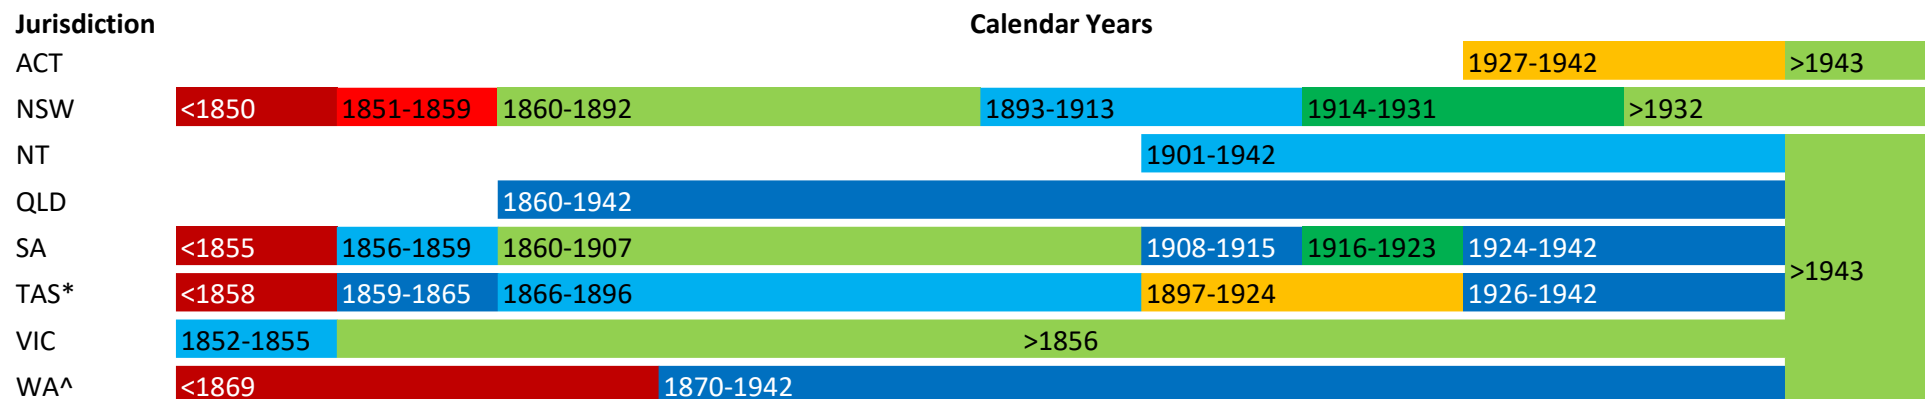 Jurisdiction Calendar Years
ACT 1927-1942 >1943
NSW <1850 1851-1859 1860-1892 1893-1913 1914-1931 >1932
NT 1901-1942
QLD 1860-1942
SA <1855 1856-1859 1860-1907 1908-1915 1916-1923 1924-1942
>1943
TAS* <1858 1859-1865 1866-1896 1897-1924 1926-1942
VIC 1852-1855 >1856
WA^ <1869 1870-1942